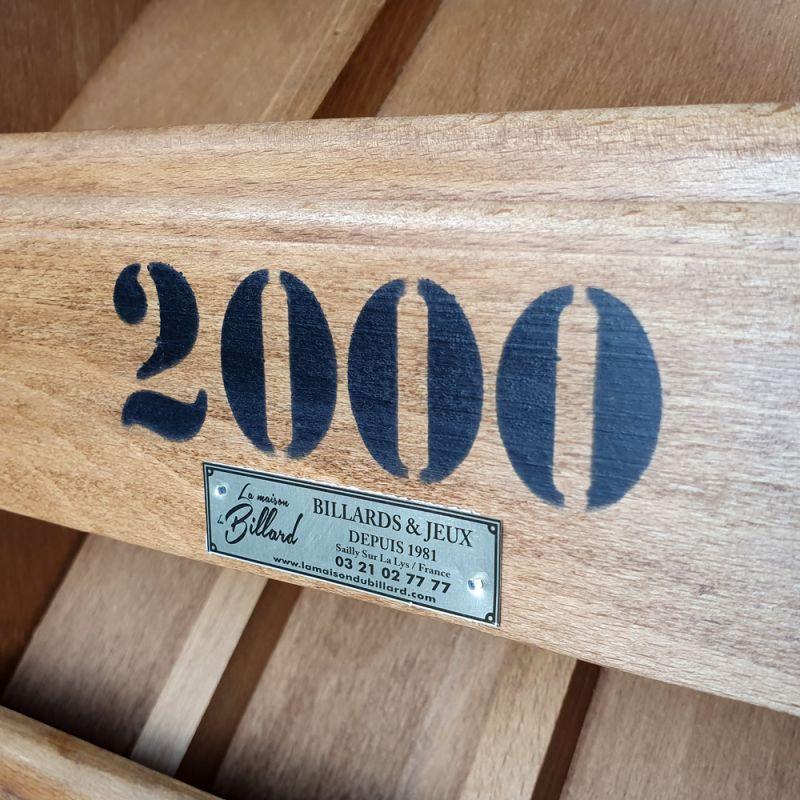 2000
La maison
du Billard
BILLARDS & JEUX
DEPUIS 1981
Sailly Sur La Lys / France
03 21 02 77 77
www.lamaisondubillard.com